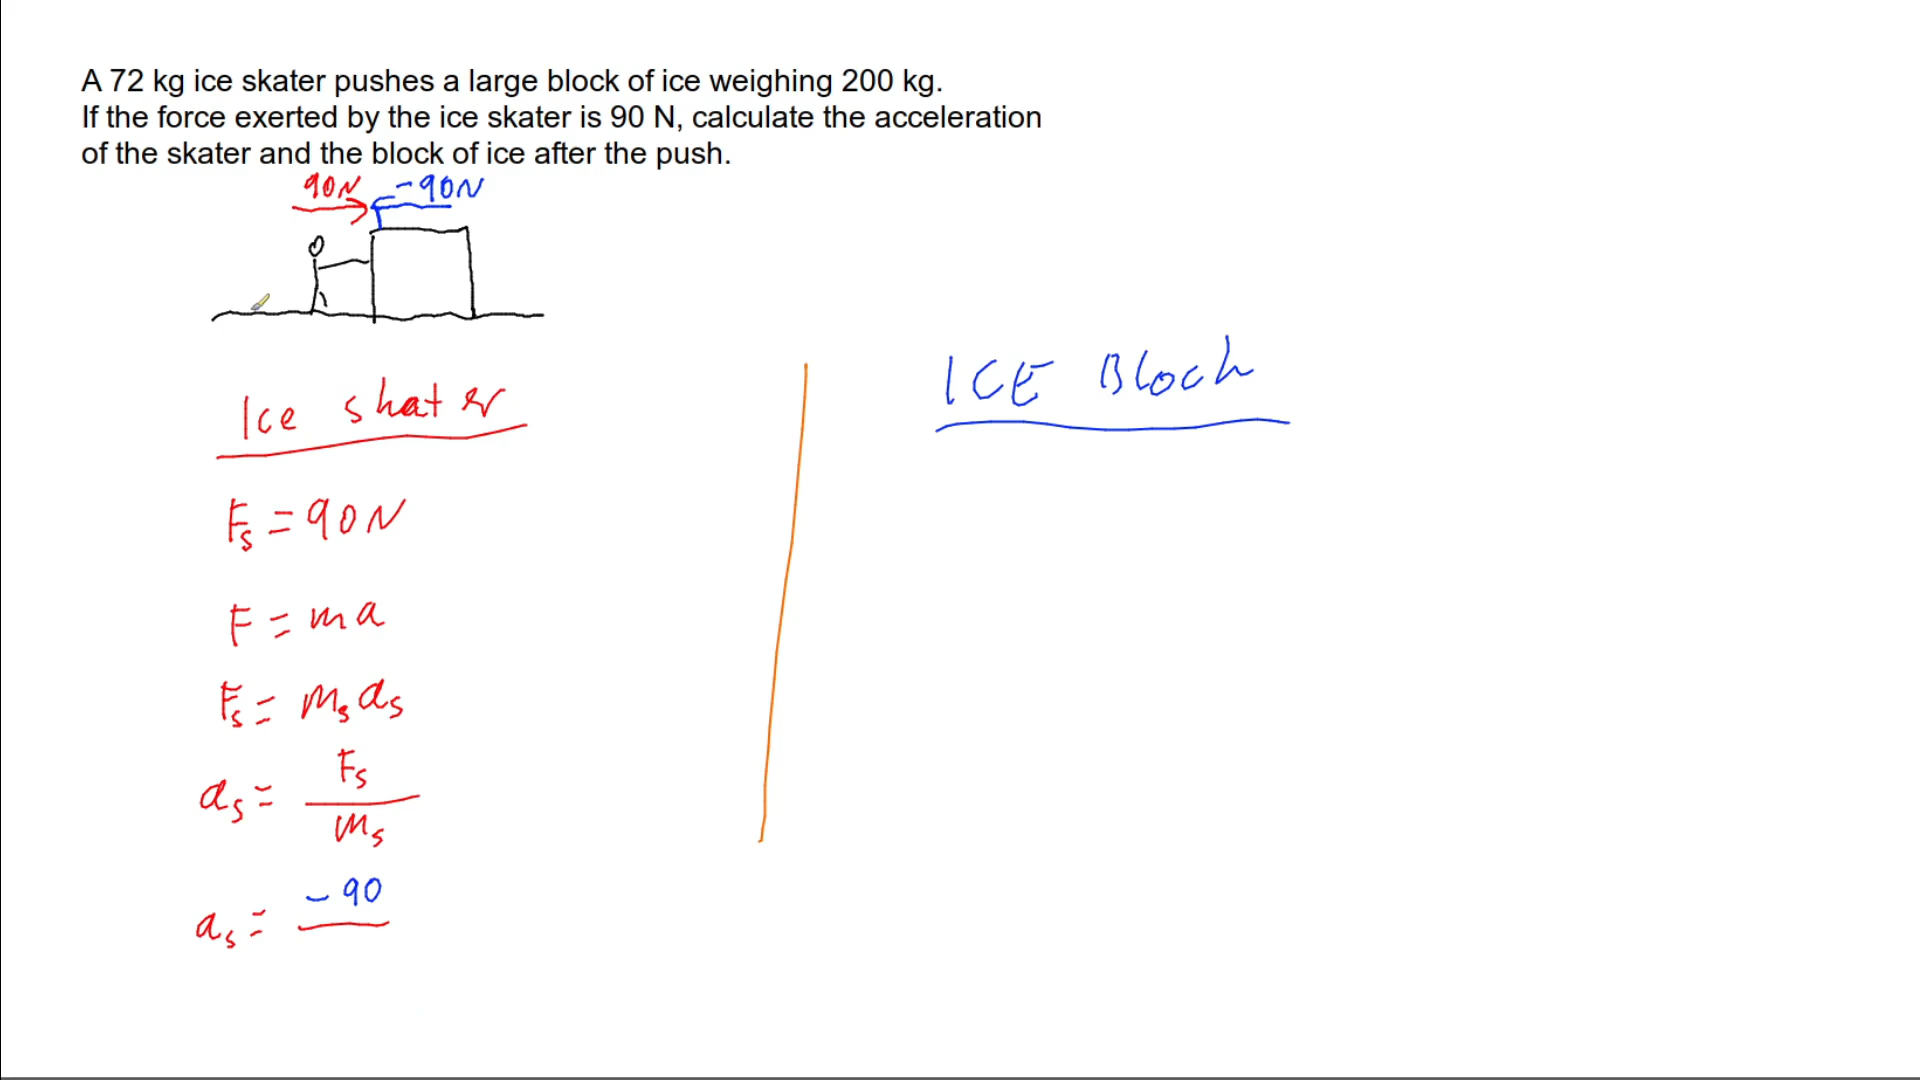 A 72 kg ice skater pushes a large block of ice weighing 200 kg.
If the force exerted by the ice skater is 90 N, calculate the acceleration
of the skater and the block of ice after the push.
90N -90N
Ice skater
ICE Block
Fs = 90N
F = ma
Fs = ms as
as = Fs / ms
as = -90